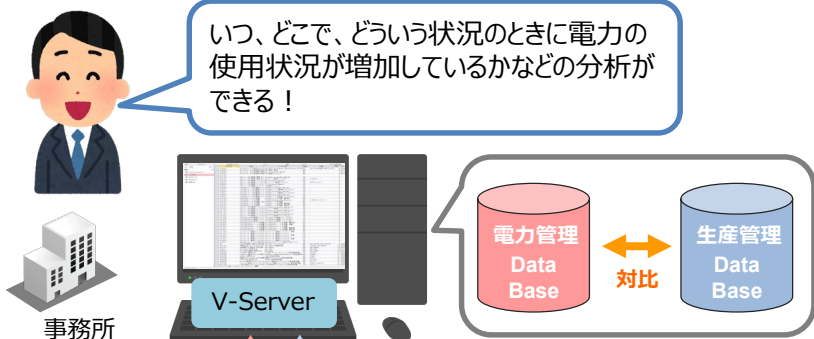 いつ、どこで、どういう状況のときに電力の
使用状況が増加しているかなどの分析が
できる！
電力管理
Data
Base
対比
生産管理
Data
Base
V-Server
事務所